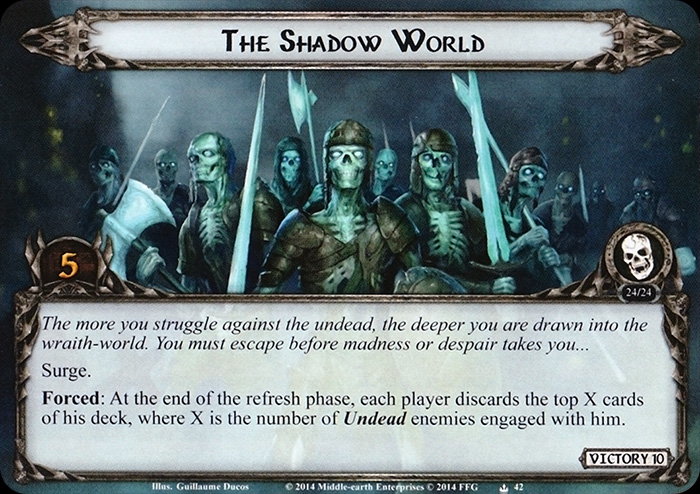 The Shadow World
5
24/24
The more you struggle against the undead, the deeper you are drawn into the
wraith-world. You must escape before madness or despair takes you...
Surge.
Forced: At the end of the refresh phase, each player discards the top X cards
of his deck, where X is the number of Undead enemies engaged with him.
VICTORY 10
Illus. Guillaume Ducos © 2014 Middle-earth Enterprises © 2014 FFG 42